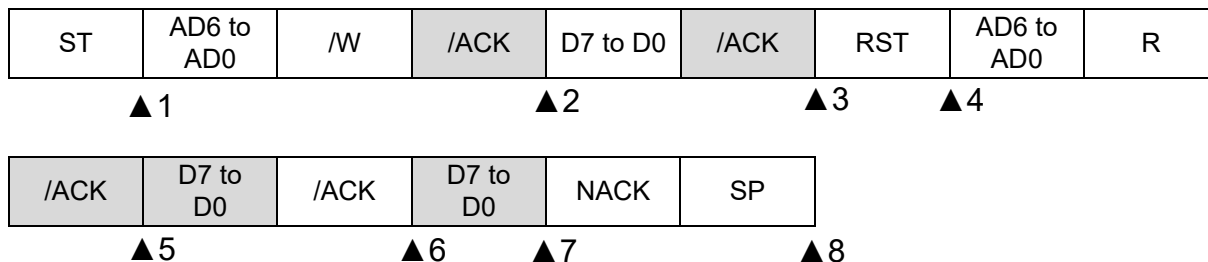 ST AD6 to AD0 /W /ACK D7 to D0 /ACK RST AD6 to AD0 R
▲1 ▲2 ▲3 ▲4
/ACK D7 to D0 /ACK D7 to D0 NACK SP
▲5 ▲6 ▲7 ▲8